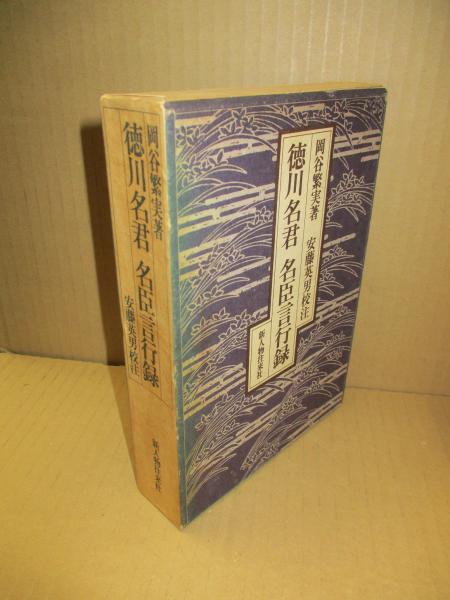 岡谷繁実著
徳川名君 名臣言行録
安藤英男校注
新人物往来社
岡谷繁実著
徳川名君 名臣言行録
安藤英男校注
新人物往来社